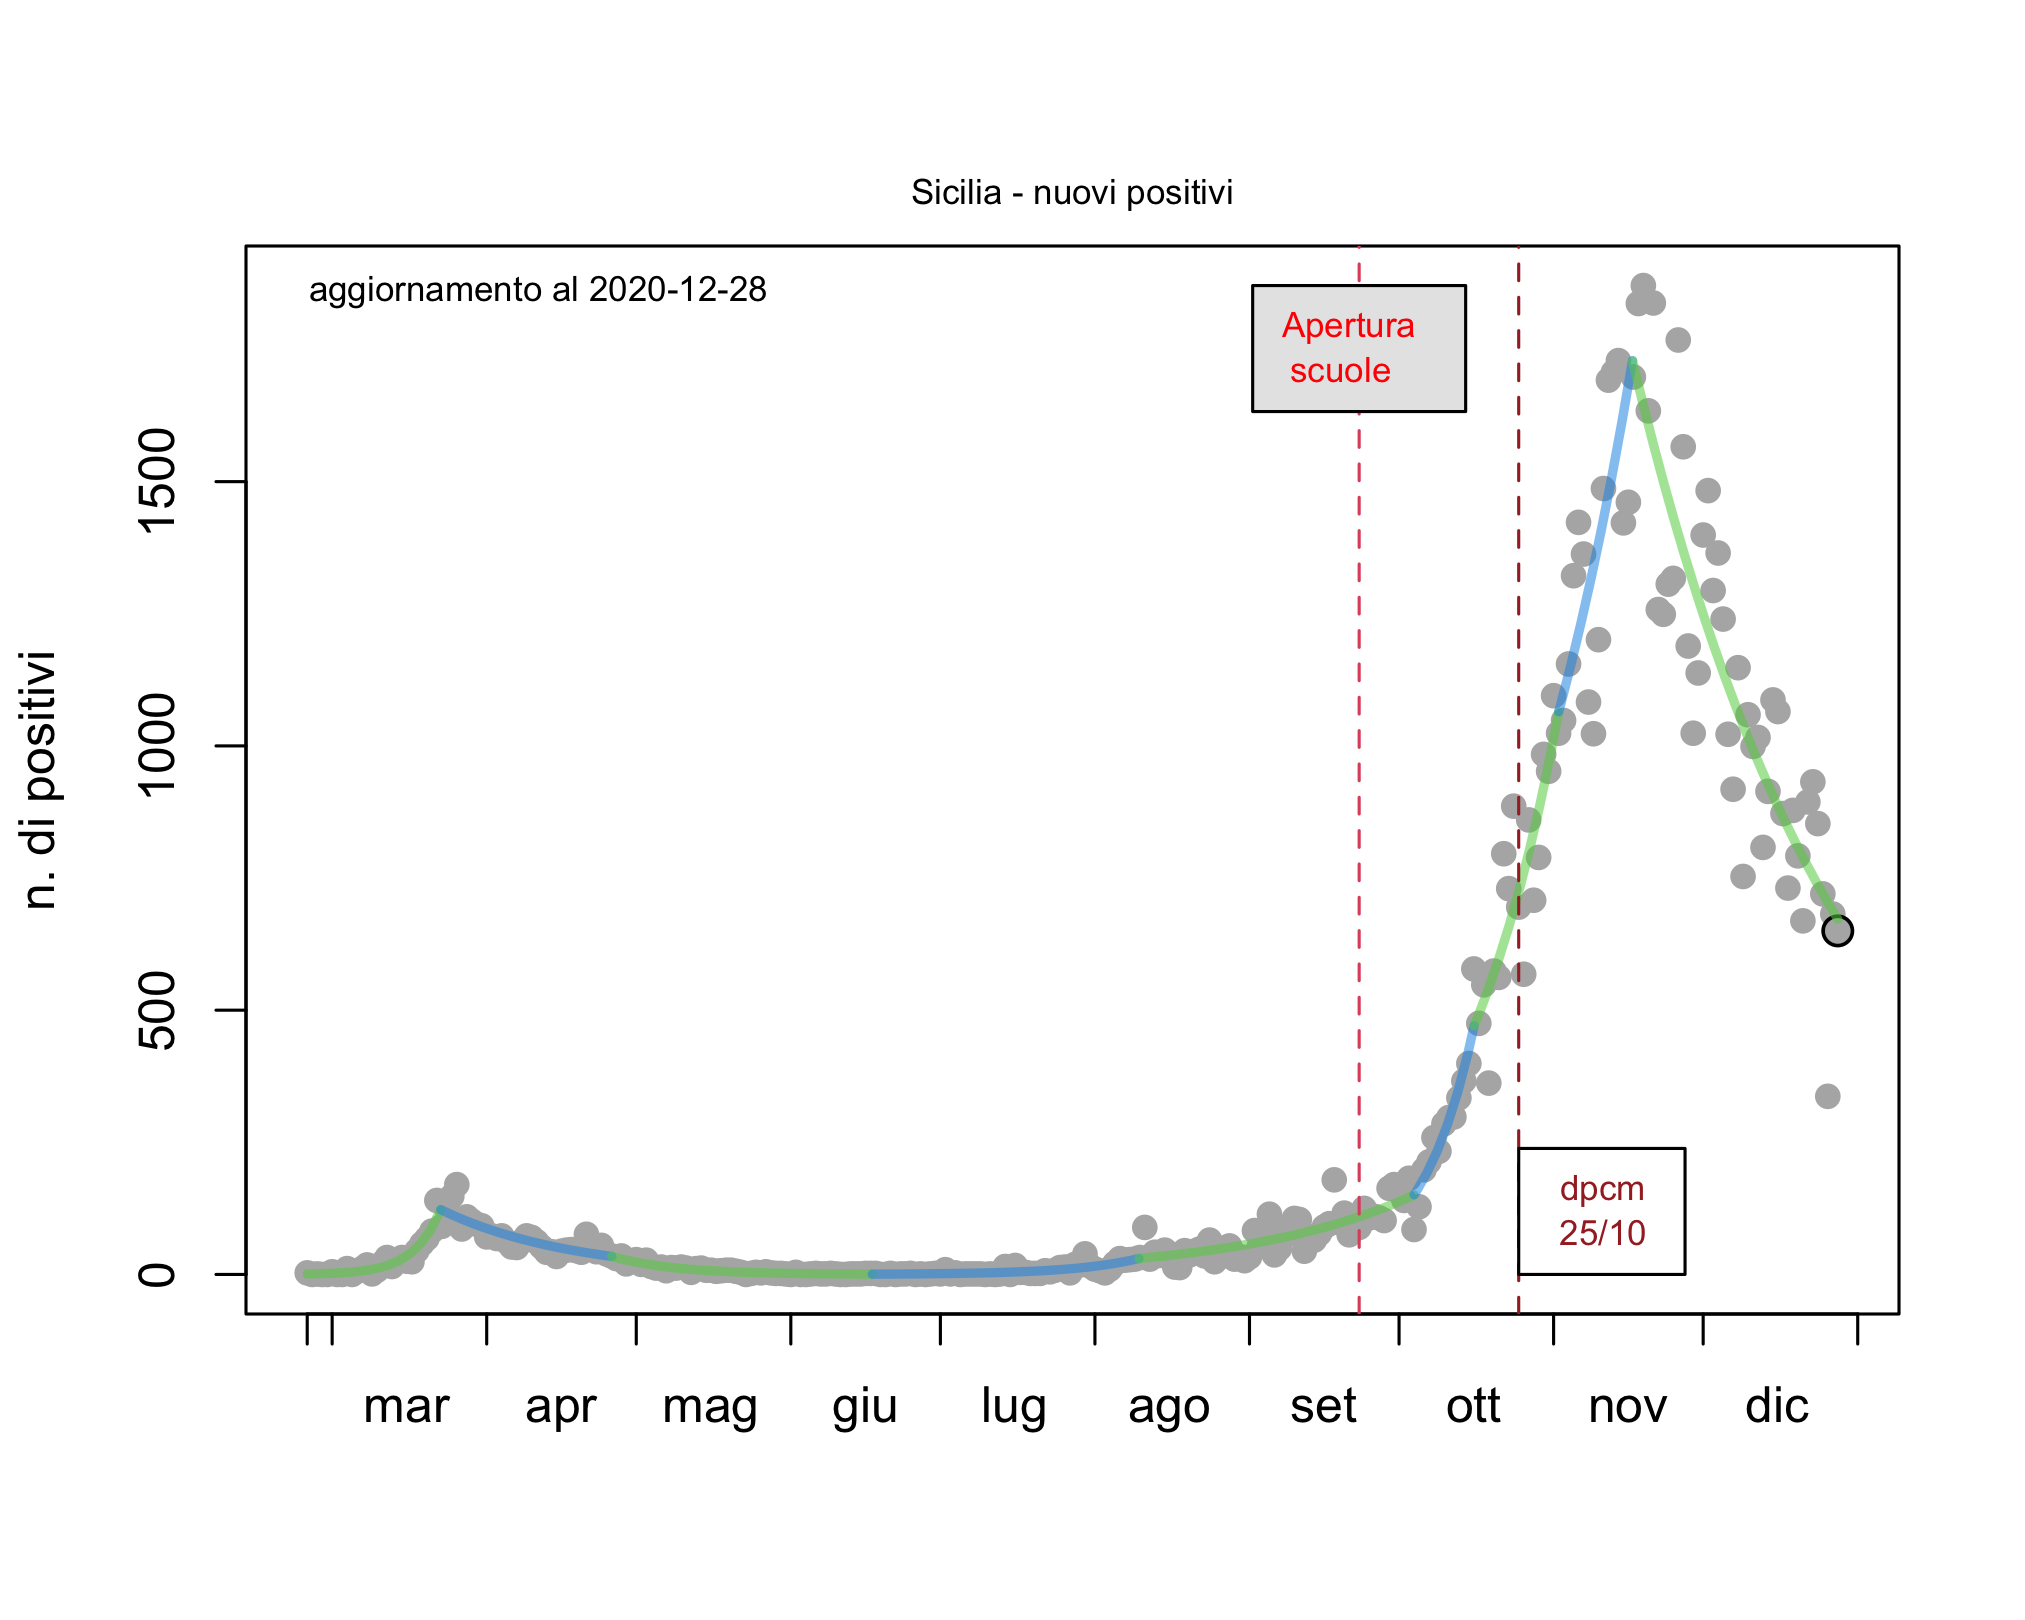 Sicilia - nuovi positivi
aggiornamento al 2020-12-28
Apertura
scuole
n. di positivi
1500
1000
500
0
dpcm
25/10
mar apr mag giu lug ago set ott nov dic